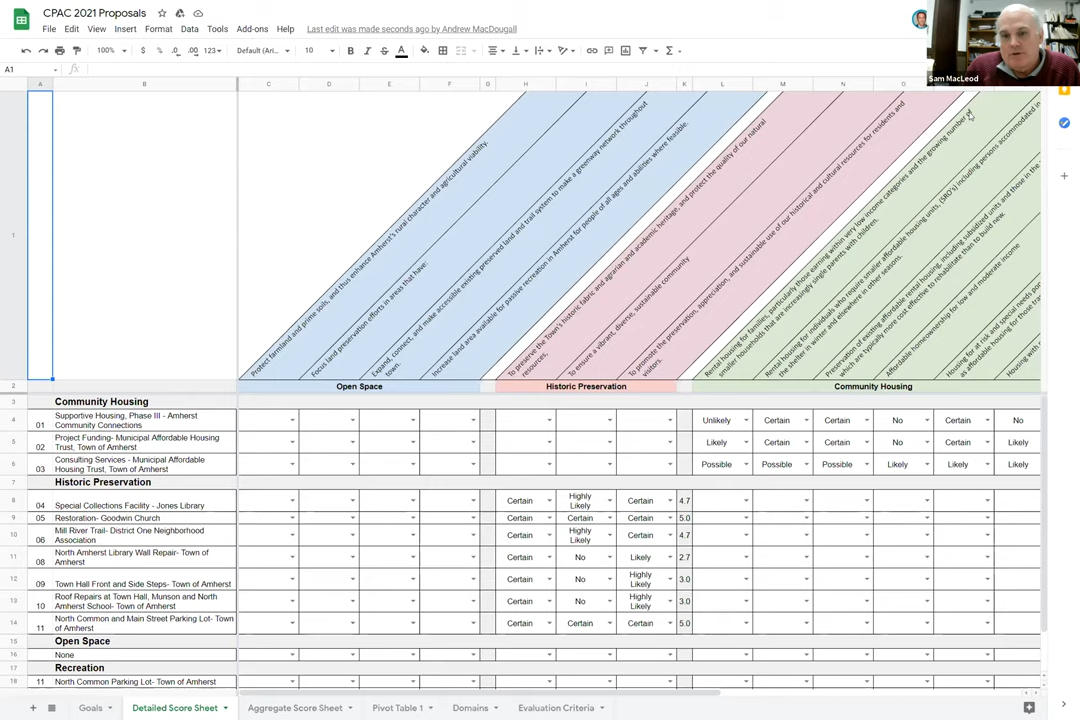 CPAC 2021 Proposals
File Edit View Insert Format Data Tools Add-ons Help Last edit was made seconds ago by Andrew MacDougall
100% $ % .0 .00 123 Default (Ari... 10 B I S A
A1 fx
Sam MacLeod
A B C D E F G H I J K L M N O
1
Protect farmland and prime soils, and thus enhance Amherst's rural character and agricultural viability.
Focus land preservation efforts in areas that have:
Expand, connect, and make accessible existing preserved land and trail system to make a greenway network throughout
town.
Increase land area available for passive recreation in Amherst for people of all ages and abilities where feasible.
To preserve the Town's historic fabric and agrarian and academic heritage, and protect the quality of our natural
resources,
To ensure a vibrant, diverse, sustainable community
To promote the preservation, appreciation, and sustainable use of our historical and cultural resources for residents and
visitors.
Rental housing for families, particularly those earning within very low income categories and the growing number of
smaller households that are increasingly single parents with children.
Rental housing for individuals who require smaller affordable housing units, (SRO's) including persons accommodated in
the shelter in winter and elsewhere in other seasons.
Preservation of existing affordable rental housing, including subsidized units and those in the
which are typically more cost effective to rehabilitate than to build new.
Affordable homeownership for low and moderate income
Housing for at risk and special needs
as affordable housing for those
Housing with
2 Open Space Historic Preservation Community Housing
3 Community Housing
4 01 Supportive Housing, Phase III - Amherst
Community Connections Unlikely Certain Certain No Certain No
5 02 Project Funding- Municipal Affordable Housing
Trust, Town of Amherst Likely Certain Certain No Certain Likely
6 03 Consulting Services - Municipal Affordable
Housing Trust, Town of Amherst Possible Possible Possible Likely Likely Likely
7 Historic Preservation
8 04 Special Collections Facility - Jones Library Certain Highly
Likely Certain 4.7
9 05 Restoration- Goodwin Church Certain Certain Certain 5.0
10 06 Mill River Trail- District One Neighborhood
Association Certain Highly
Likely Certain 4.7
11 08 North Amherst Library Wall Repair- Town of
Amherst Certain No Likely 2.7
12 09 Town Hall Front and Side Steps- Town of Amherst Certain No Highly
Likely 3.0
13 10 Roof Repairs at Town Hall, Munson and North
Amherst School- Town of Amherst Certain No Highly
Likely 3.0
14 11 North Common and Main Street Parking Lot- Town
of Amherst Certain Certain Certain 5.0
15 Open Space
16 None
17 Recreation
18 11 North Common Parking Lot- Town of Amherst
Goals Detailed Score Sheet Aggregate Score Sheet Pivot Table 1 Domains Evaluation Criteria